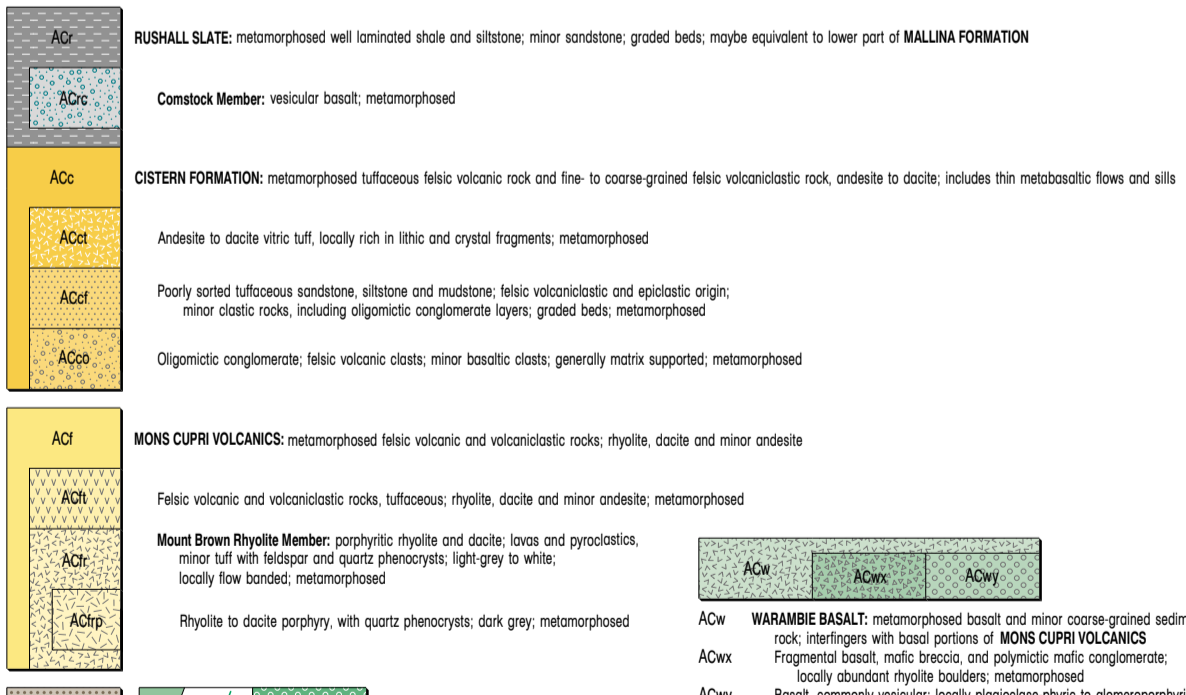 ACr
RUSHALL SLATE: metamorphosed well laminated shale and siltstone; minor sandstone; graded beds; maybe equivalent to lower part of MALLINA FORMATION
ACrc
Comstock Member: vesicular basalt; metamorphosed
ACc
CISTERN FORMATION: metamorphosed tuffaceous felsic volcanic rock and fine- to coarse-grained felsic volcaniclastic rock, andesite to dacite; includes thin metabasaltic flows and sills
ACct
Andesite to dacite vitric tuff, locally rich in lithic and crystal fragments; metamorphosed
ACcf
Poorly sorted tuffaceous sandstone, siltstone and mudstone; felsic volcaniclastic and epiclastic origin;
minor clastic rocks, including oligomictic conglomerate layers; graded beds; metamorphosed
ACco
Oligomictic conglomerate; felsic volcanic clasts; minor basaltic clasts; generally matrix supported; metamorphosed
ACf
MONS CUPRI VOLCANICS: metamorphosed felsic volcanic and volcaniclastic rocks; rhyolite, dacite and minor andesite
ACft
Felsic volcanic and volcaniclastic rocks, tuffaceous; rhyolite, dacite and minor andesite; metamorphosed
ACfr
Mount Brown Rhyolite Member: porphyritic rhyolite and dacite; lavas and pyroclastics,
minor tuff with feldspar and quartz phenocrysts; light-grey to white;
locally flow banded; metamorphosed
ACfrp
Rhyolite to dacite porphyry, with quartz phenocrysts; dark grey; metamorphosed
ACw ACwx ACwy
ACw WARAMBIE BASALT: metamorphosed basalt and minor coarse-grained sedim
rock; interfingers with basal portions of MONS CUPRI VOLCANICS
ACwx Fragmental basalt, mafic breccia, and polymictic mafic conglomerate;
locally abundant rhyolite boulders; metamorphosed
ACwy Basalt, commonly vesicular; locally plagioclase-phyric to glomeroporphyri